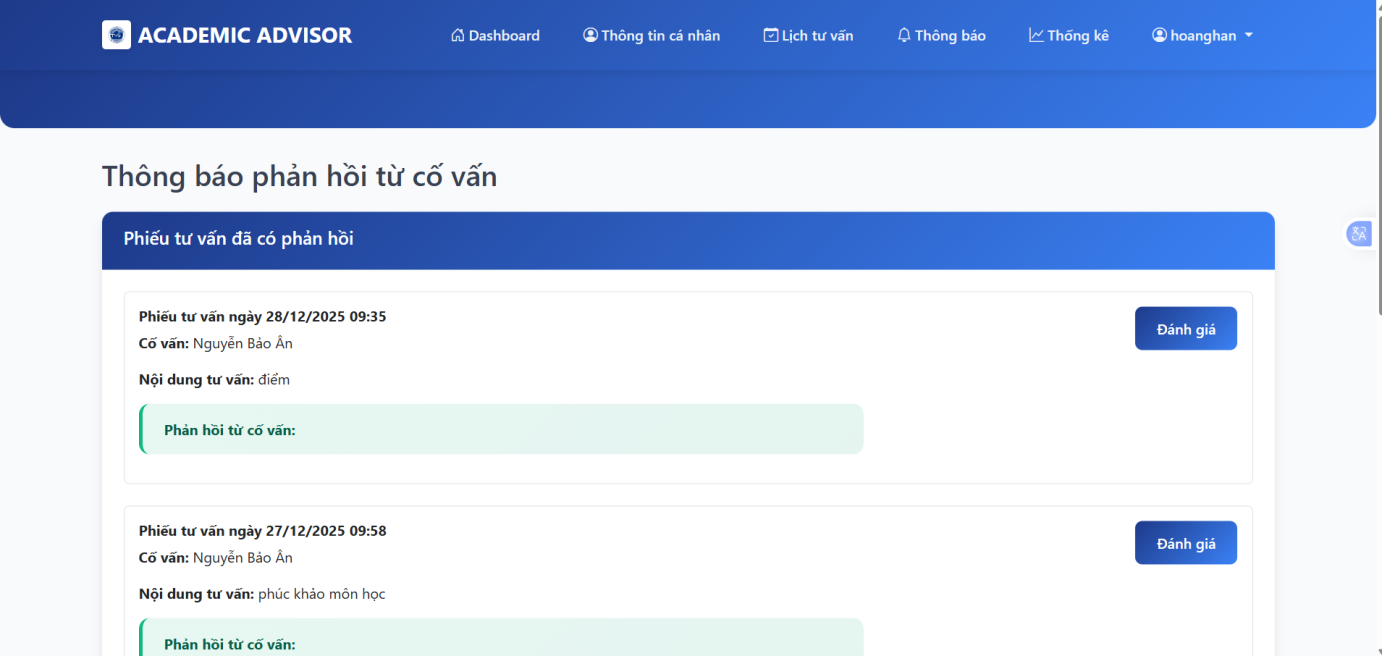 ACADEMIC ADVISOR
Dashboard
Thông tin cá nhân
Lịch tư vấn
Thông báo
Thống kê
hoanghan
Thông báo phản hồi từ cố vấn
Phiếu tư vấn đã có phản hồi
Phiếu tư vấn ngày 28/12/2025 09:35
Đánh giá
Cố vấn: Nguyễn Bảo Ân
Nội dung tư vấn: điểm
Phản hồi từ cố vấn:
Phiếu tư vấn ngày 27/12/2025 09:58
Đánh giá
Cố vấn: Nguyễn Bảo Ân
Nội dung tư vấn: phúc khảo môn học
Phản hồi từ cố vấn: